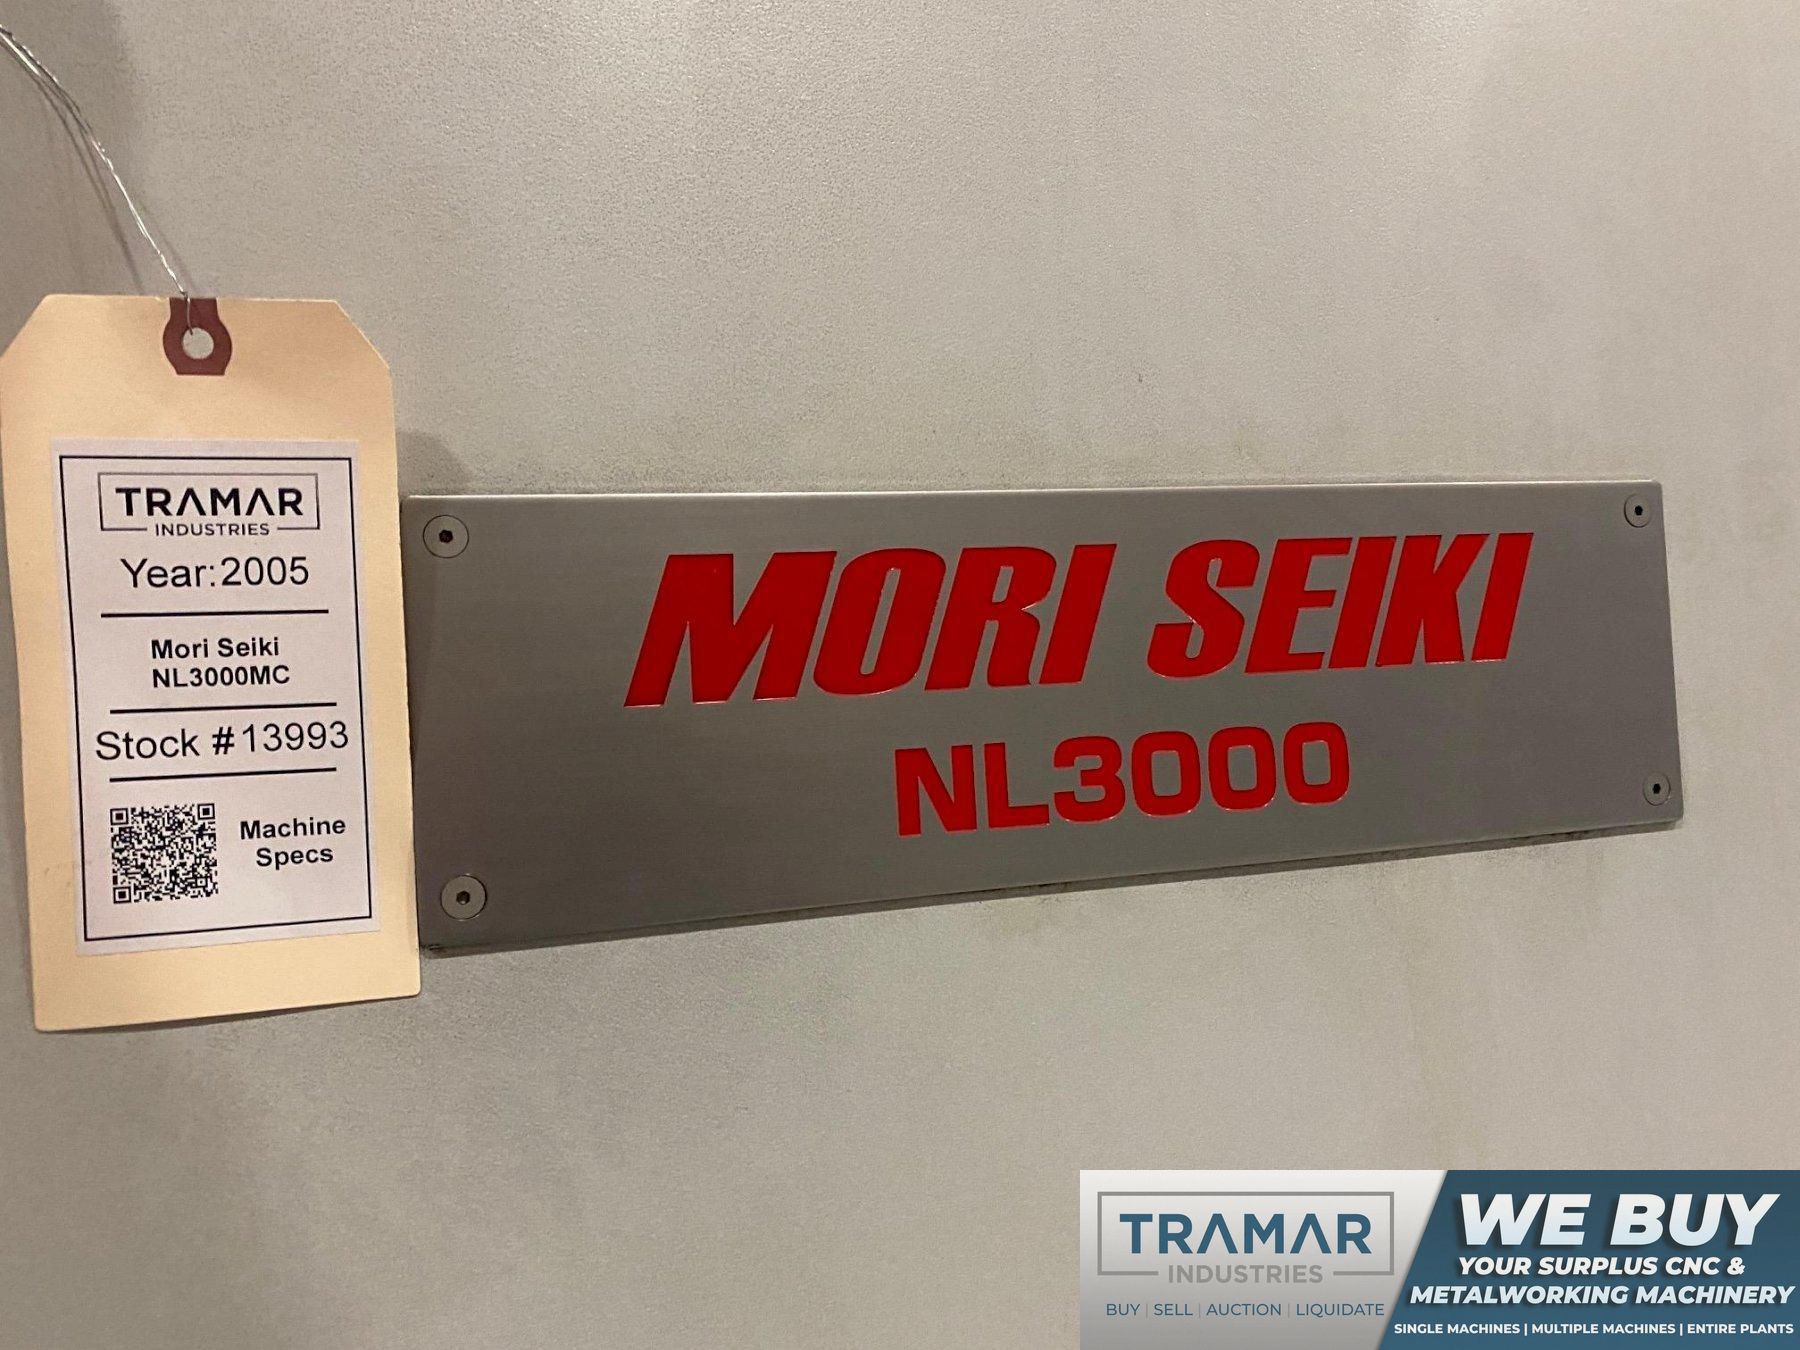 TRAMAR
INDUSTRIES
Year: 2005
Mori Seiki
NL3000MC
Stock #13993
Machine
Specs
MORI SEIKI
NL3000
TRAMAR
INDUSTRIES
BUY | SELL | AUCTION | LIQUIDATE
WE BUY
YOUR SURPLUS CNC &
METALWORKING MACHINERY
SINGLE MACHINES | MULTIPLE MACHINES | ENTIRE PLANTS